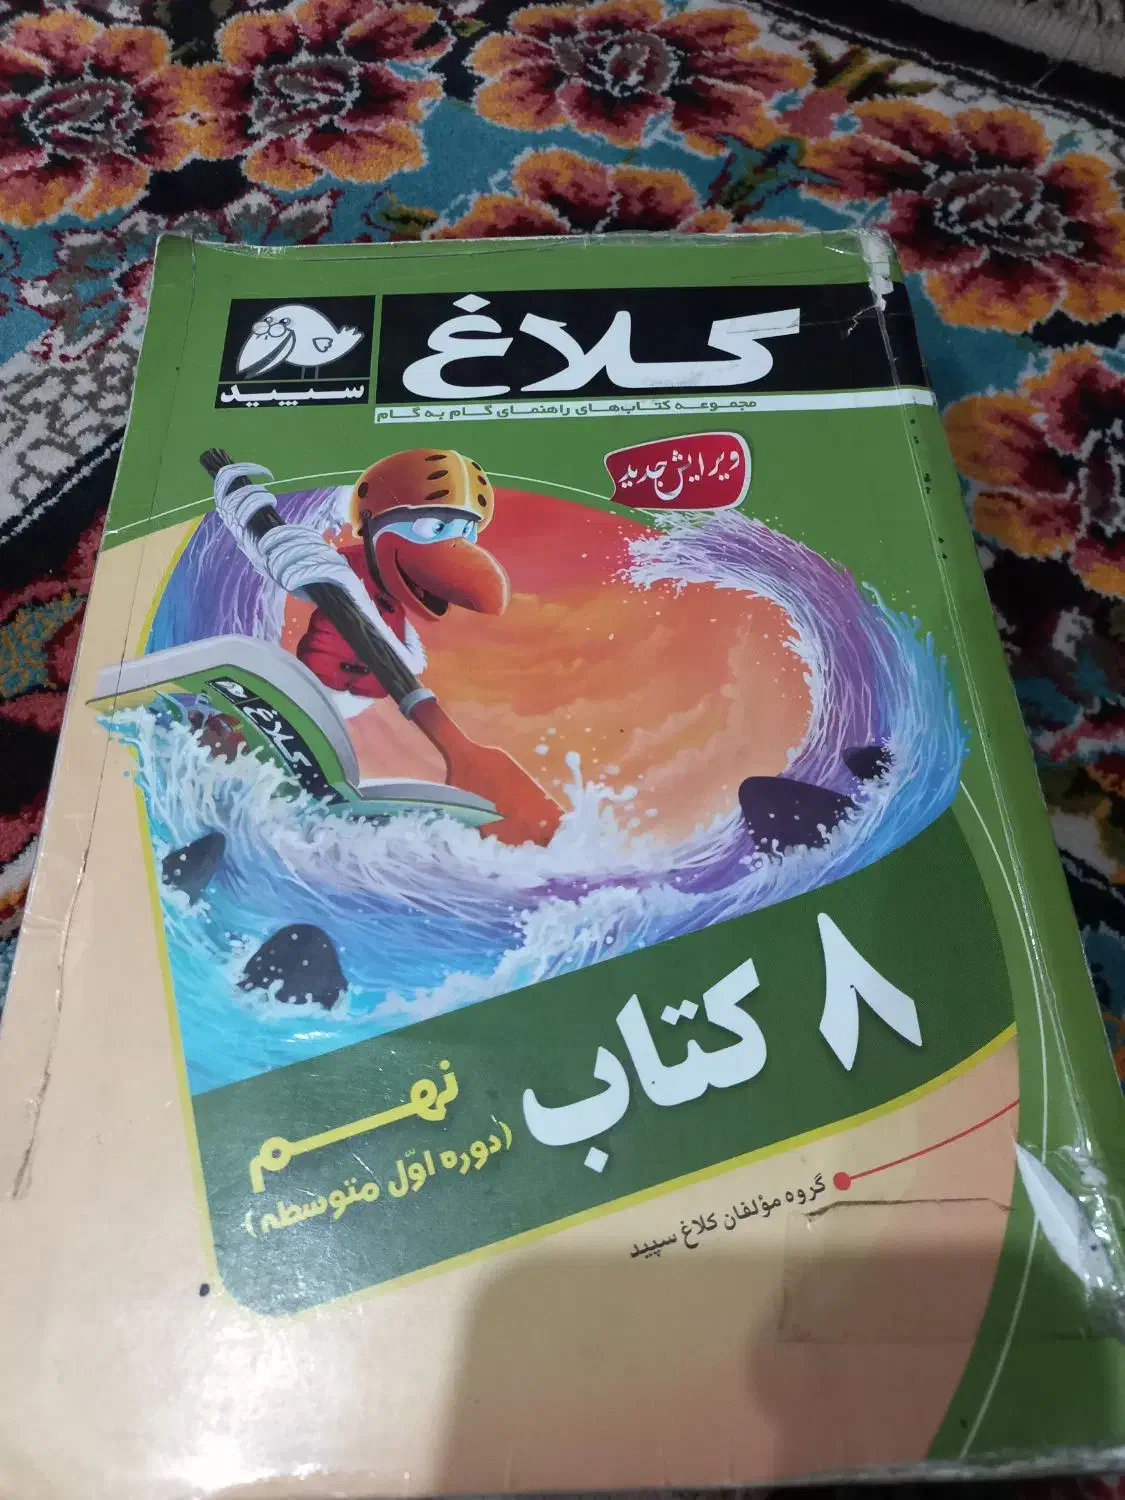 کلاغ
سپید
مجموعه کتاب‌های راهنمای گام به گام
ویرایش جدید
کلاغ
۸ کتاب
نهم
(دوره اوّل متوسطه)
گروه مؤلفان کلاغ سپید